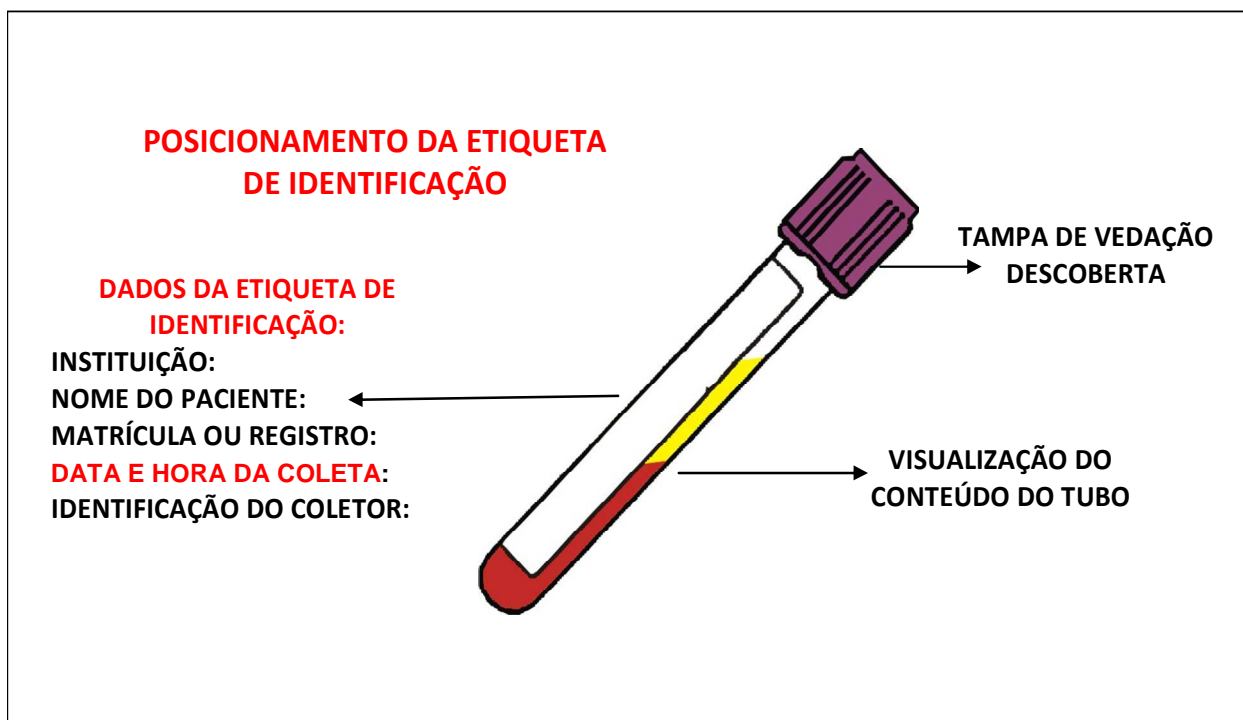 POSICIONAMENTO DA ETIQUETA
DE IDENTIFICAÇÃO
TAMPA DE VEDAÇÃO
DESCOBERTA
DADOS DA ETIQUETA DE
IDENTIFICAÇÃO:
INSTITUIÇÃO:
NOME DO PACIENTE:
MATRÍCULA OU REGISTRO:
DATA E HORA DA COLETA:
IDENTIFICAÇÃO DO COLETOR:
VISUALIZAÇÃO DO
CONTEÚDO DO TUBO